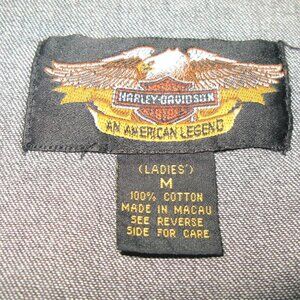 HARLEY-DAVIDSON
AN AMERICAN LEGEND
(LADIES')
M
100% COTTON
MADE IN MACAU
SEE REVERSE
SIDE FOR CARE